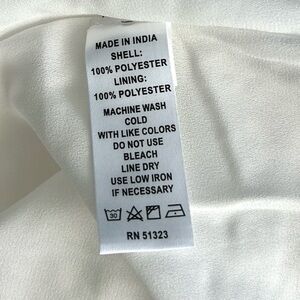 MADE IN INDIA
SHELL:
100% POLYESTER
LINING:
100% POLYESTER
MACHINE WASH
COLD
WITH LIKE COLORS
DO NOT USE
BLEACH
LINE DRY
USE LOW IRON
IF NECESSARY
30
RN 51323